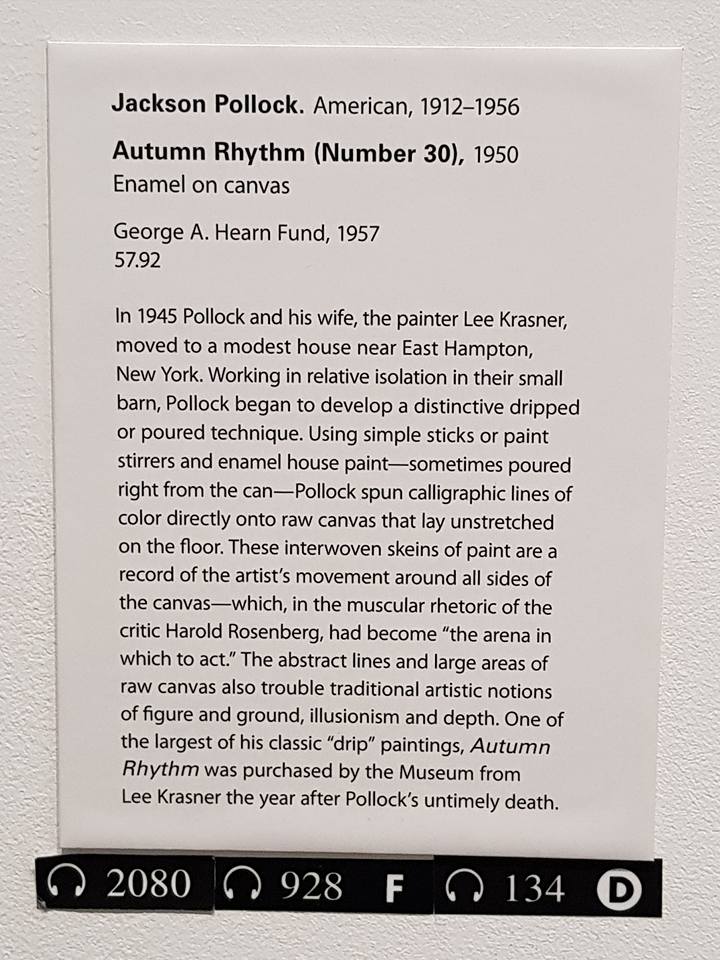 Jackson Pollock. American, 1912–1956
Autumn Rhythm (Number 30), 1950
Enamel on canvas
George A. Hearn Fund, 1957
57.92
In 1945 Pollock and his wife, the painter Lee Krasner,
moved to a modest house near East Hampton,
New York. Working in relative isolation in their small
barn, Pollock began to develop a distinctive dripped
or poured technique. Using simple sticks or paint
stirrers and enamel house paint—sometimes poured
right from the can—Pollock spun calligraphic lines of
color directly onto raw canvas that lay unstretched
on the floor. These interwoven skeins of paint are a
record of the artist's movement around all sides of
the canvas—which, in the muscular rhetoric of the
critic Harold Rosenberg, had become “the arena in
which to act.” The abstract lines and large areas of
raw canvas also trouble traditional artistic notions
of figure and ground, illusionism and depth. One of
the largest of his classic “drip” paintings, Autumn
Rhythm was purchased by the Museum from
Lee Krasner the year after Pollock's untimely death.
2080 928 F 134 D